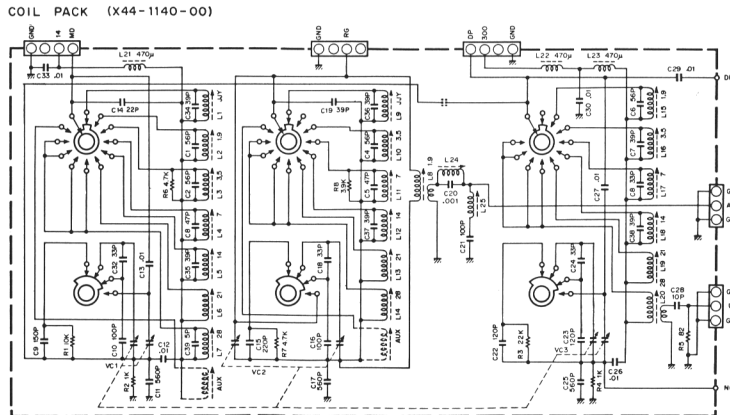 COIL PACK (X44-1140-00)
GND
14
MD
GND
RG
DP
300
GND
C33 .01
L21 470μ
L22 470μ
L23 470μ
C29 .01
C14 22P
C34 39P
L1
JJY
C19 39P
C36 39P
L9
JJY
C30 .01
C6 56P
L15
1.9
C1 56P
L2
1.9
C4 56P
L10
3.5
C7 39P
L16
3.5
R6 4.7K
C2 56P
L3
3.5
R8 3.9K
C5 47P
L11
7
L8 1.9
L24
C20
.001
L25
C27 .01
C8 33P
L17
7
C8 47P
L4
7
C37 39P
L12
14
C21 100P
C38 39P
L18
14
C32 33P
C13 .01
C35 39P
L5
14
C18 33P
L13
21
C24 33P
L19
21
L6
21
L14
28
L20
28
C28
10P
C9 150P
R1 10K
C10 100P
C12
.01
C39 5P
L7
28
C16
220P
R7 47K
C15
100P
AUX
C22 120P
R3 22K
C23
120P
R5 82
VC1
R2 1K
C11 560P
AUX
VC2
C17
560P
VC3
C25
560P
R4 1K
C26
.01
G
A
G
G
G